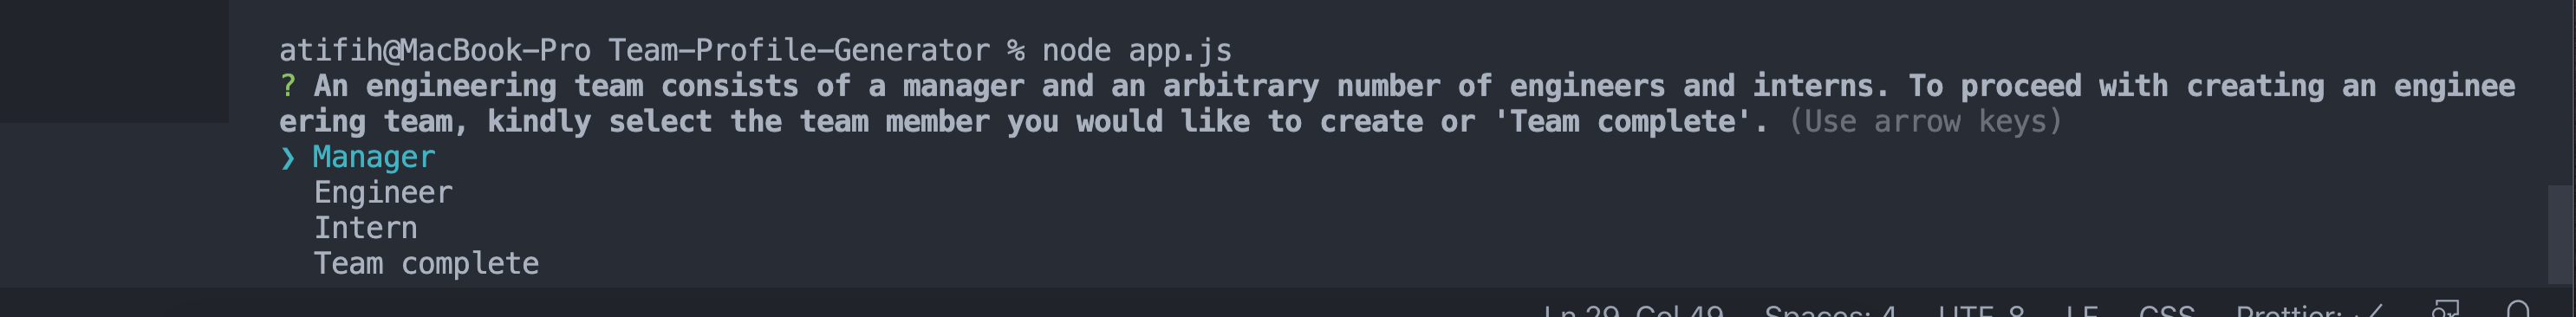 atifih@MacBook-Pro Team-Profile-Generator % node app.js
? An engineering team consists of a manager and an arbitrary number of engineers and interns. To proceed with creating an enginee
ering team, kindly select the team member you would like to create or 'Team complete'. (Use arrow keys)
❯ Manager
Engineer
Intern
Team complete
Ln 29, Col 49 Spaces: 4 UTF-8 LF CSS Prettier: ✓